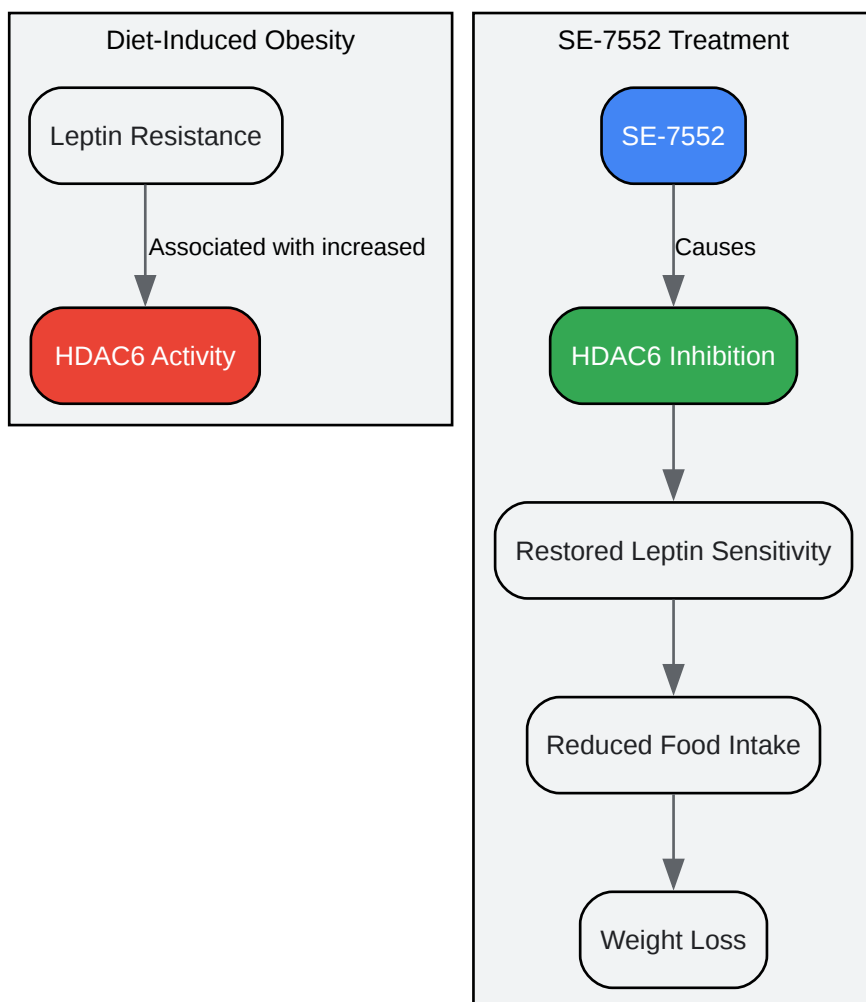 Diet-Induced Obesity
Leptin Resistance
Associated with increased
HDAC6 Activity
SE-7552 Treatment
SE-7552
Causes
HDAC6 Inhibition
Restored Leptin Sensitivity
Reduced Food Intake
Weight Loss